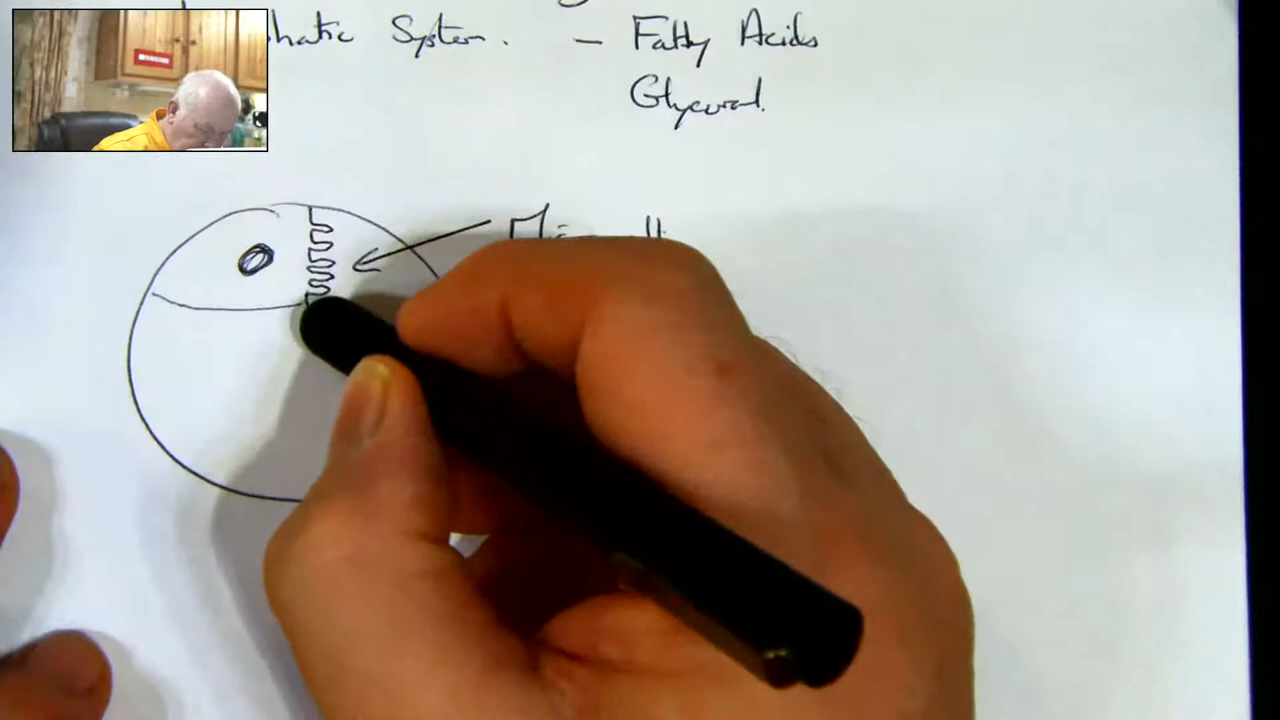 hatic System. – Fatty Acids
Glycerol.